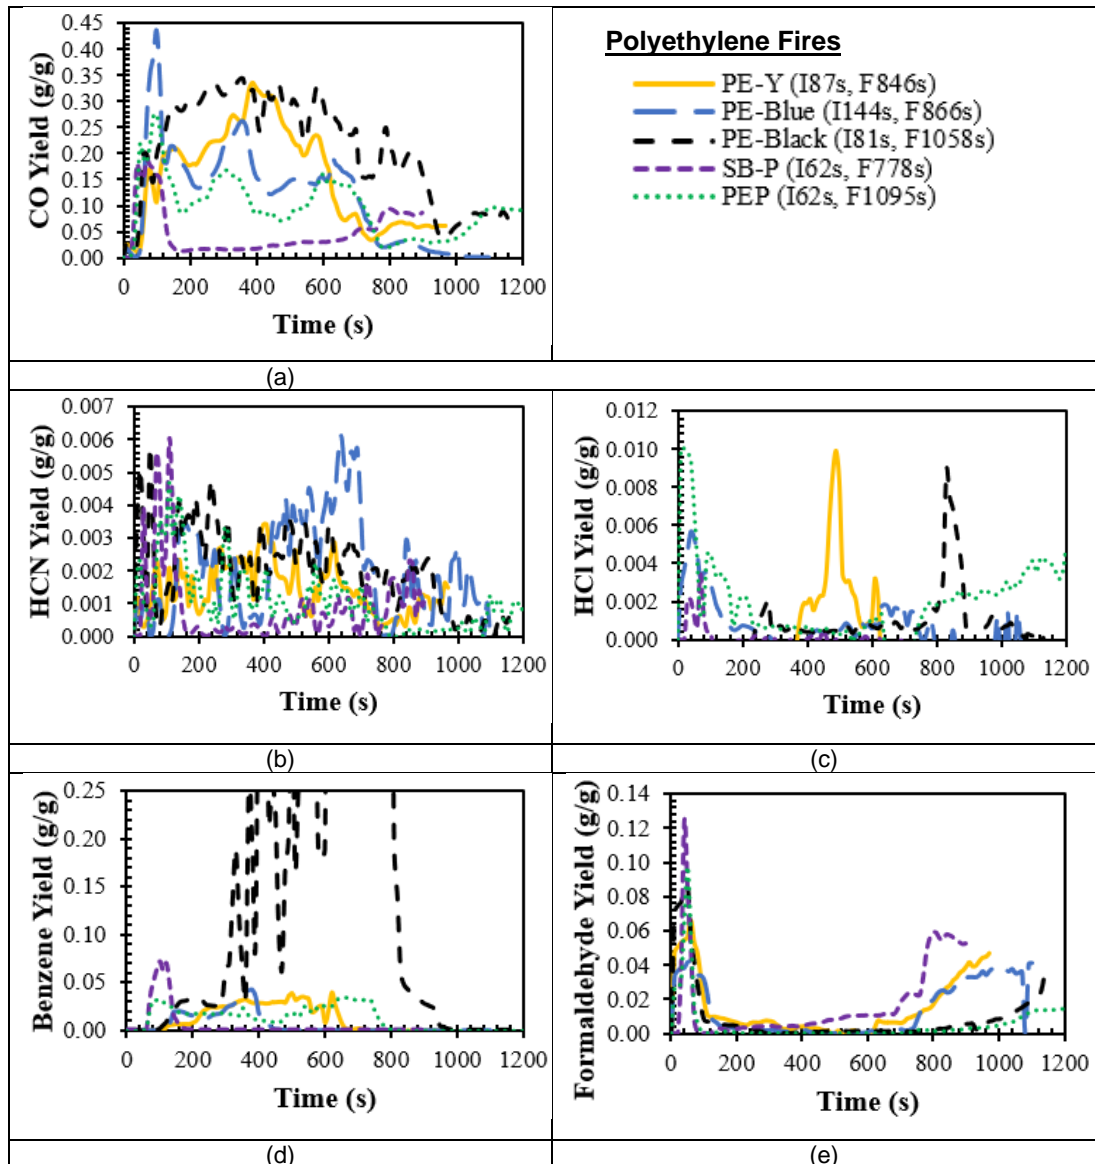 0.45
0.40
0.35
0.30
0.25
0.20
0.15
0.10
0.05
0.00
CO Yield (g/g)
0 200 400 600 800 1000 1200
Time (s)
Polyethylene Fires
PE-Y (I87s, F846s)
PE-Blue (I144s, F866s)
PE-Black (I81s, F1058s)
SB-P (I62s, F778s)
PEP (I62s, F1095s)
(a)
0.007
0.006
0.005
0.004
0.003
0.002
0.001
0.000
HCN Yield (g/g)
0 200 400 600 800 1000 1200
Time (s)
0.012
0.010
0.008
0.006
0.004
0.002
0.000
HCl Yield (g/g)
0 200 400 600 800 1000 1200
Time (s)
(b)
(c)
0.25
0.20
0.15
0.10
0.05
0.00
Benzene Yield (g/g)
0 200 400 600 800 1000 1200
Time (s)
0.14
0.12
0.10
0.08
0.06
0.04
0.02
0.00
Formaldehyde Yield (g/g)
0 200 400 600 800 1000 1200
Time (s)
(d)
(e)